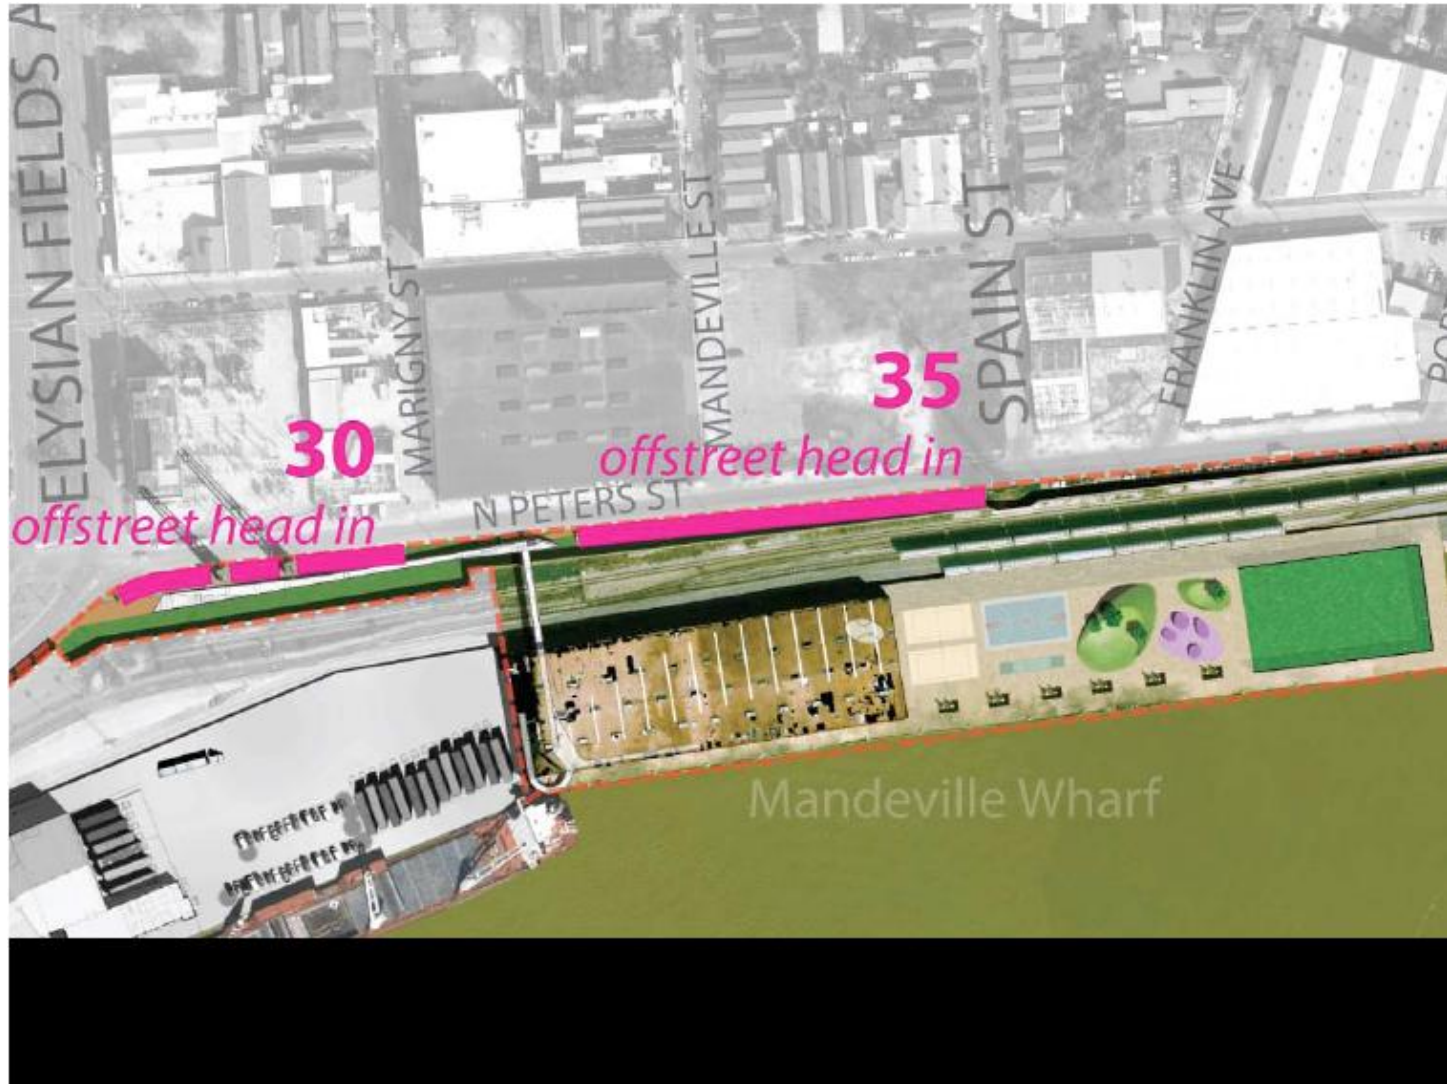 ELYSIAN FIELDS A
MARIGNY ST
MANDEVILLE ST
SPAIN ST
FRANKLIN AVE
30
offstreet head in
35
offstreet head in
N PETERS ST
Mandeville Wharf